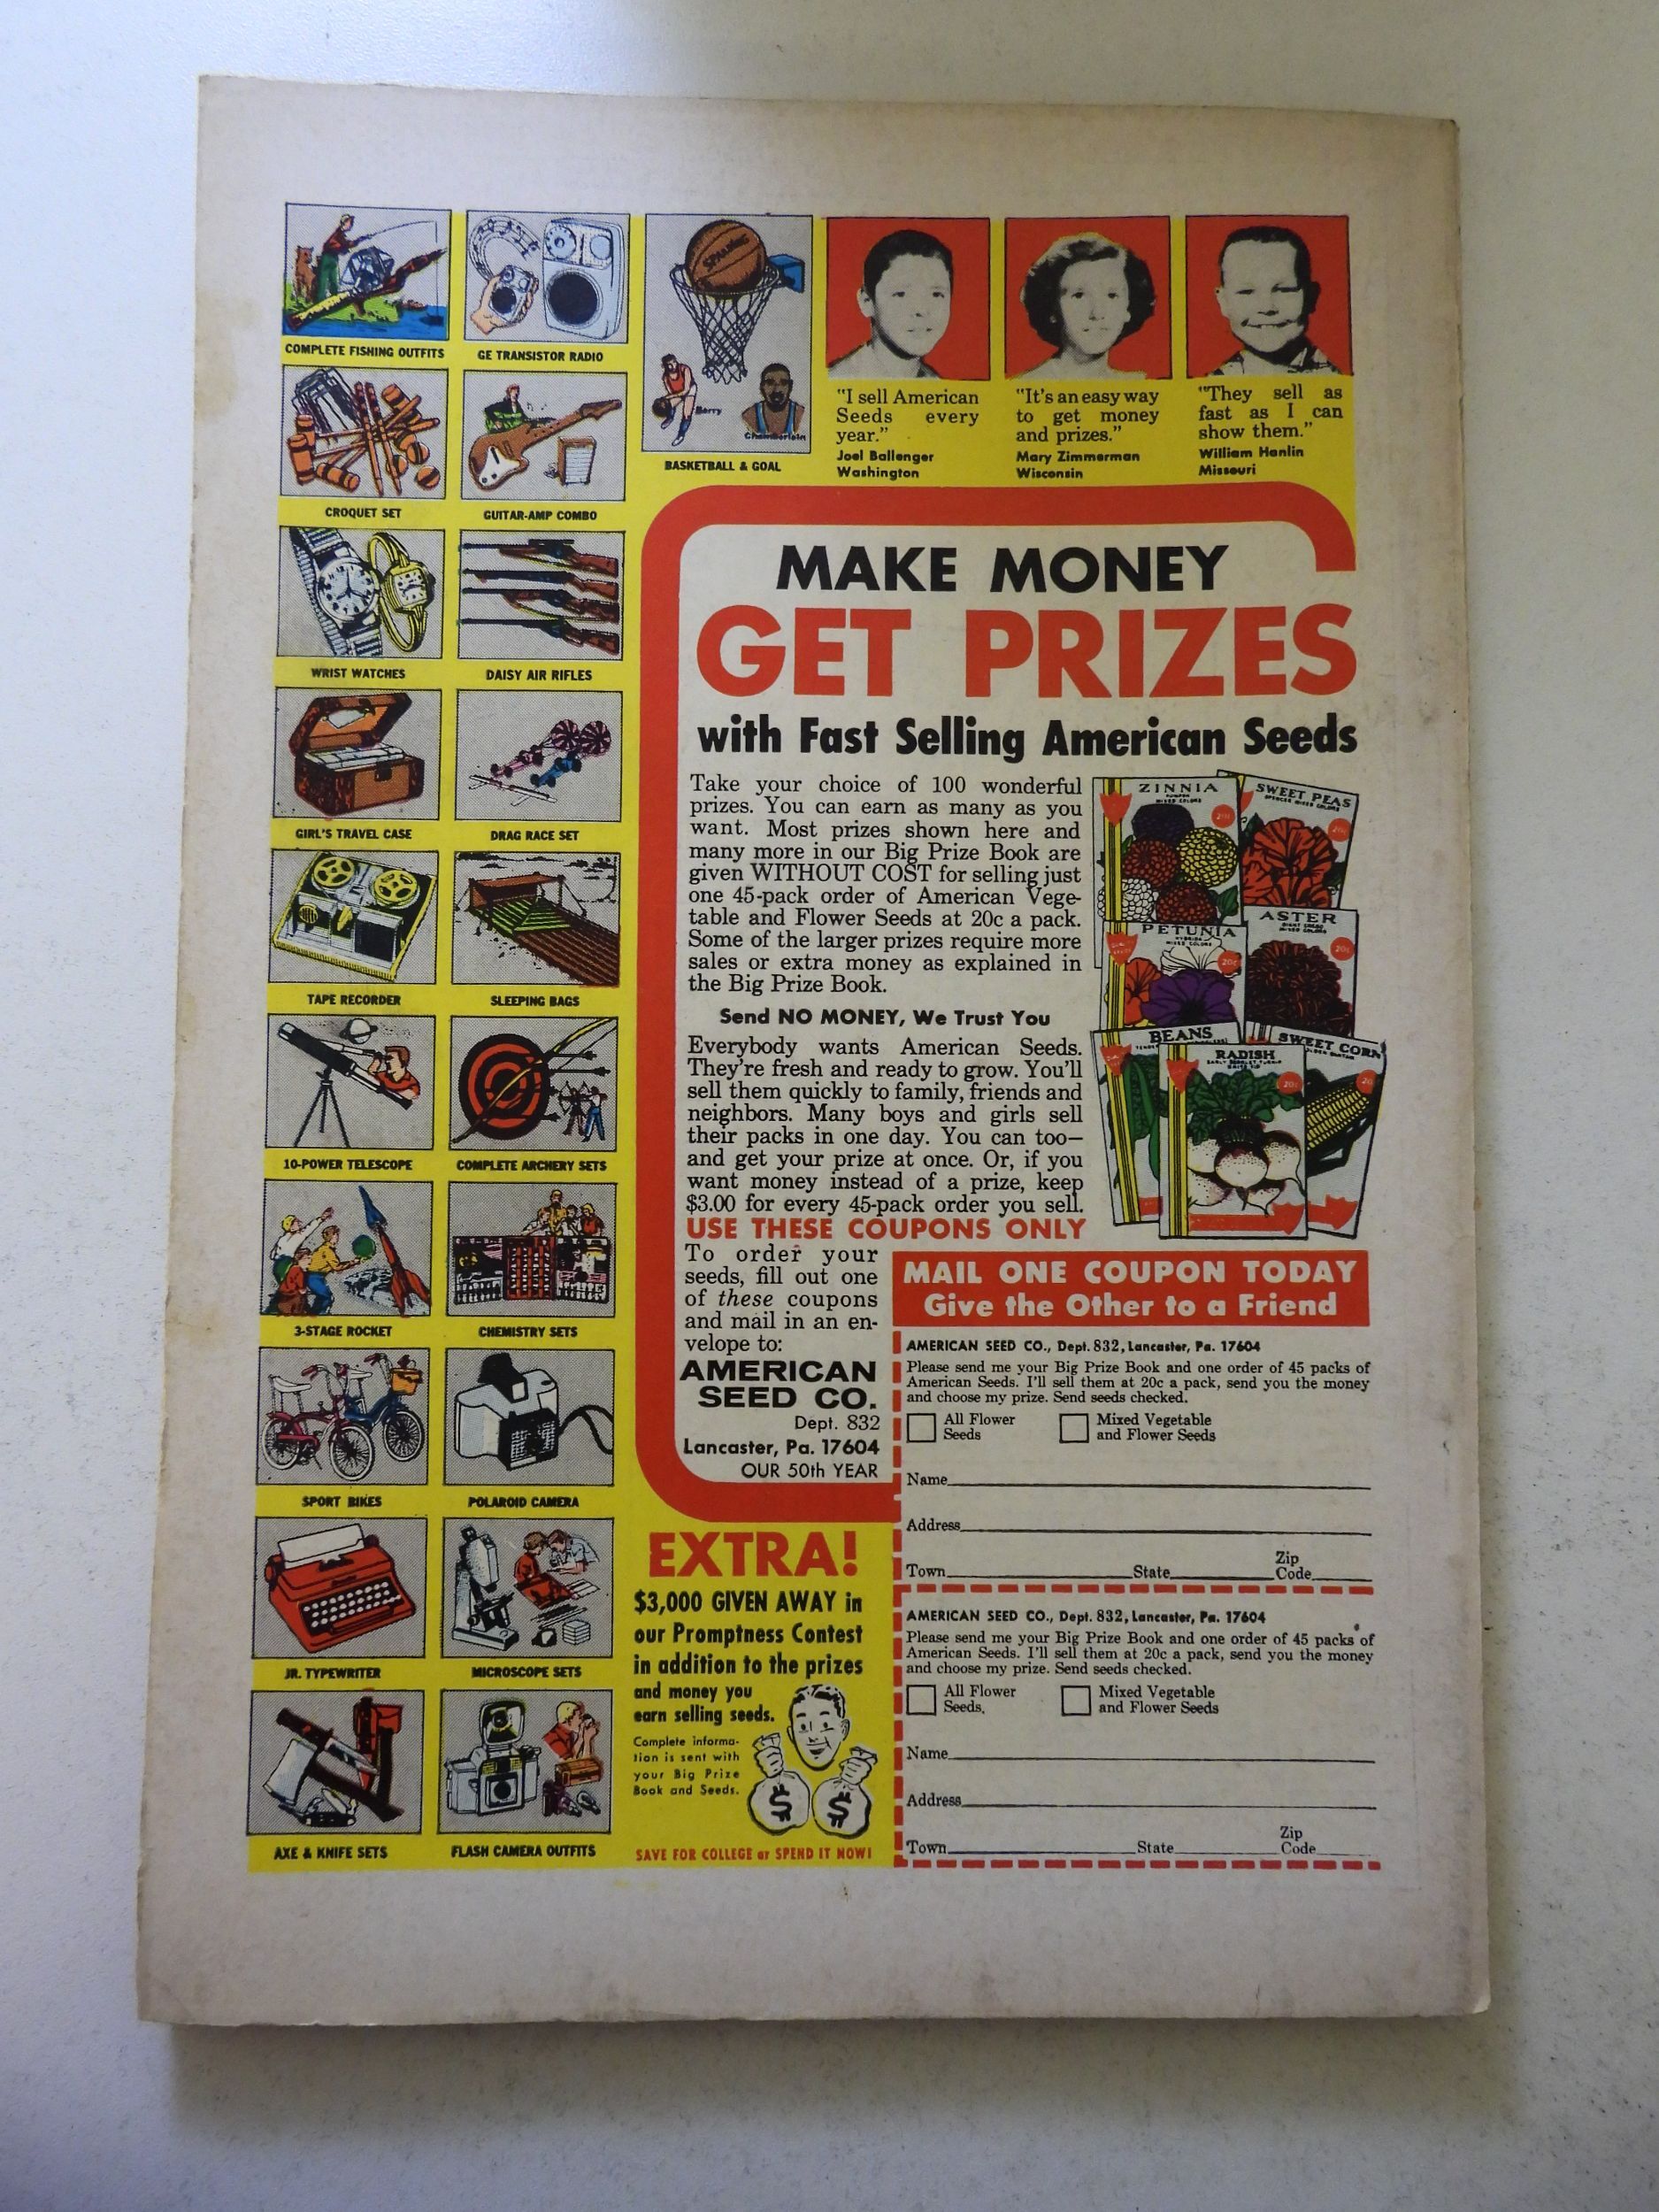 COMPLETE FISHING OUTFITS
GE TRANSISTOR RADIO
SPALDING
Barry
Chamberlain
BASKETBALL & GOAL
CROQUET SET
GUITAR-AMP COMBO
WRIST WATCHES
DAISY AIR RIFLES
GIRL'S TRAVEL CASE
DRAG RACE SET
TAPE RECORDER
SLEEPING BAGS
10-POWER TELESCOPE
COMPLETE ARCHERY SETS
3-STAGE ROCKET
CHEMISTRY SETS
SPORT BIKES
POLAROID CAMERA
JR. TYPEWRITER
MICROSCOPE SETS
AXE & KNIFE SETS
FLASH CAMERA OUTFITS
"I sell American
Seeds every
year."
Joel Ballenger
Washington
"It's an easy way
to get money
and prizes."
Mary Zimmerman
Wisconsin
"They sell as
fast as I can
show them."
William Hanlin
Missouri
MAKE MONEY
GET PRIZES
with Fast Selling American Seeds
Take your choice of 100 wonderful
prizes. You can earn as many as you
want. Most prizes shown here and
many more in our Big Prize Book are
given WITHOUT COST for selling just
one 45-pack order of American Vege-
table and Flower Seeds at 20c a pack.
Some of the larger prizes require more
sales or extra money as explained in
the Big Prize Book.
Send NO MONEY, We Trust You
Everybody wants American Seeds.
They're fresh and ready to grow. You'll
sell them quickly to family, friends and
neighbors. Many boys and girls sell
their packs in one day. You can too—
and get your prize at once. Or, if you
want money instead of a prize, keep
$3.00 for every 45-pack order you sell.
USE THESE COUPONS ONLY
To order your
seeds, fill out one
of these coupons
and mail in an en-
velope to:
AMERICAN
SEED CO.
Dept. 832
Lancaster, Pa. 17604
OUR 50th YEAR
ZINNIA
MIXED COLORS
20¢
SWEET PEAS
SPENCER MIXED COLORS
20¢
PETUNIA
MIXED COLORS
20¢
ASTER
MIXED COLORS
20¢
BEANS
RADISH
20¢
SWEET CORN
20
MAIL ONE COUPON TODAY
Give the Other to a Friend
AMERICAN SEED CO., Dept. 832, Lancaster, Pa. 17604
Please send me your Big Prize Book and one order of 45 packs of
American Seeds. I'll sell them at 20c a pack, send you the money
and choose my prize. Send seeds checked.
All Flower
Seeds
Mixed Vegetable
and Flower Seeds
Name
Address
Town State Zip
Code
AMERICAN SEED CO., Dept. 832, Lancaster, Pa. 17604
Please send me your Big Prize Book and one order of 45 packs of
American Seeds. I'll sell them at 20c a pack, send you the money
and choose my prize. Send seeds checked.
All Flower
Seeds.
Mixed Vegetable
and Flower Seeds
Name
Address
Town State Zip
Code
EXTRA!
$3,000 GIVEN AWAY in
our Promptness Contest
in addition to the prizes
and money you
earn selling seeds.
Complete informa-
tion is sent with
your Big Prize
Book and Seeds.
$ $
SAVE FOR COLLEGE or SPEND IT NOW!